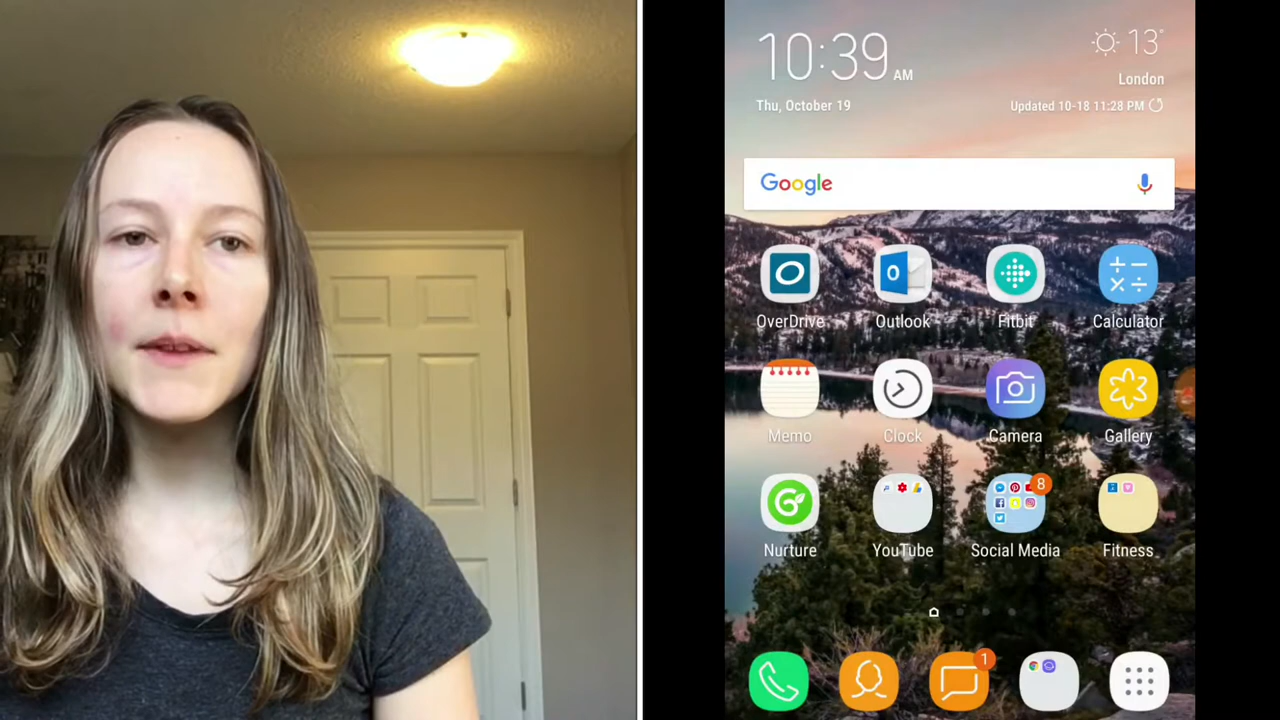 10:39 AM
13°
London
Thu, October 19
Updated 10-18 11:28 PM
Google
OverDrive
Outlook
Fitbit
Calculator
Memo
Clock
Camera
Gallery
8
Nurture
YouTube
Social Media
Fitness
1